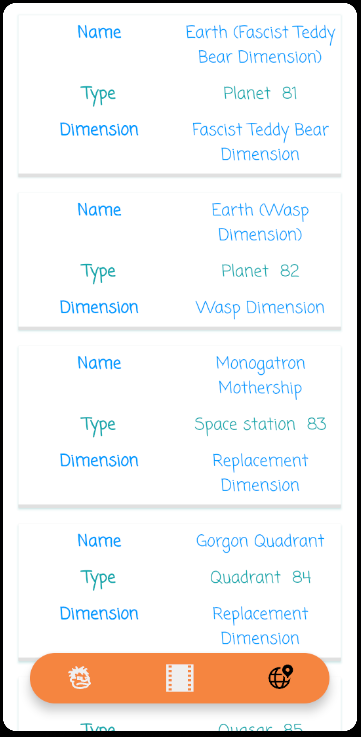 Name Earth (Fascist Teddy
Bear Dimension)
Type Planet 81
Dimension Fascist Teddy Bear
Dimension
Name Earth (Wasp
Dimension)
Type Planet 82
Dimension Wasp Dimension
Name Monogatron
Mothership
Type Space station 83
Dimension Replacement
Dimension
Name Gorgon Quadrant
Type Quadrant 84
Dimension Replacement
Dimension
Type Quasar 85